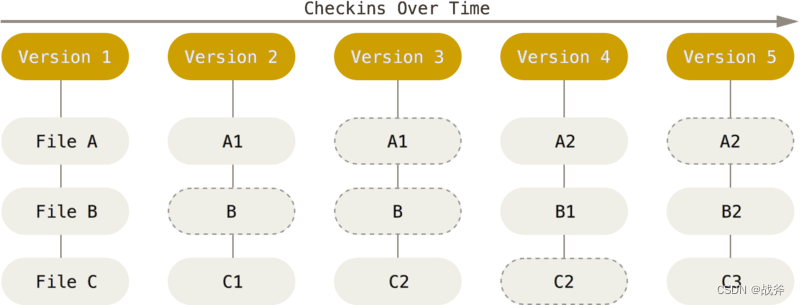 Checkins Over Time
Version 1 Version 2 Version 3 Version 4 Version 5
File A A1 A1 A2 A2
File B B B B1 B2
File C C1 C2 C2 C3
CSDN @战斧